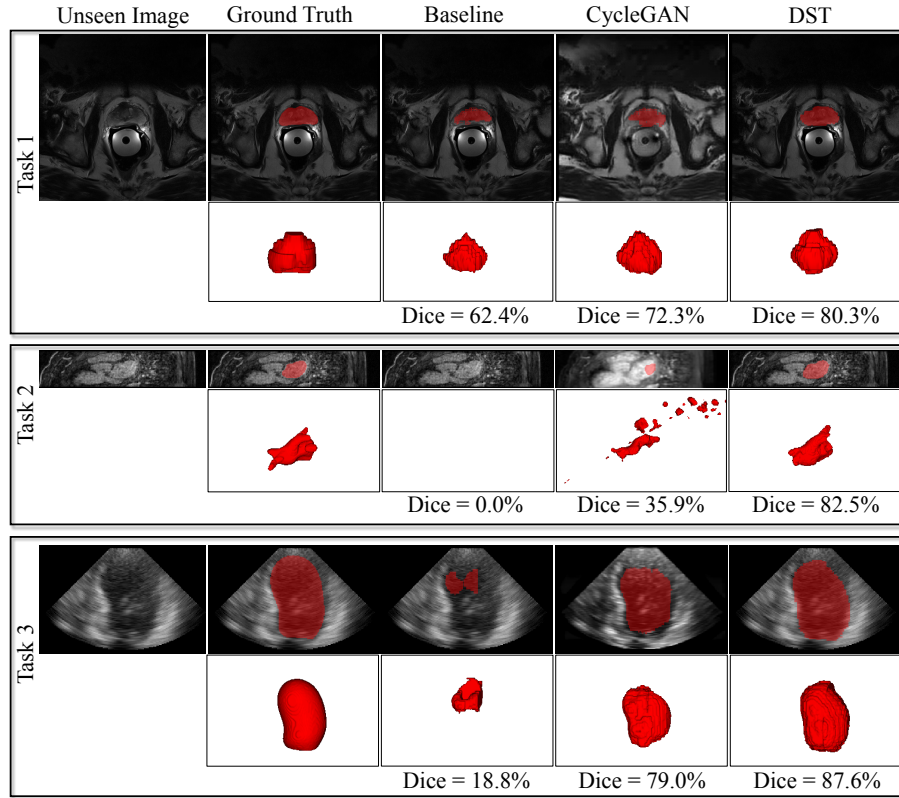 Unseen Image Ground Truth Baseline CycleGAN DST
Task 1
Dice = 62.4% Dice = 72.3% Dice = 80.3%
Task 2
Dice = 0.0% Dice = 35.9% Dice = 82.5%
Task 3
Dice = 18.8% Dice = 79.0% Dice = 87.6%